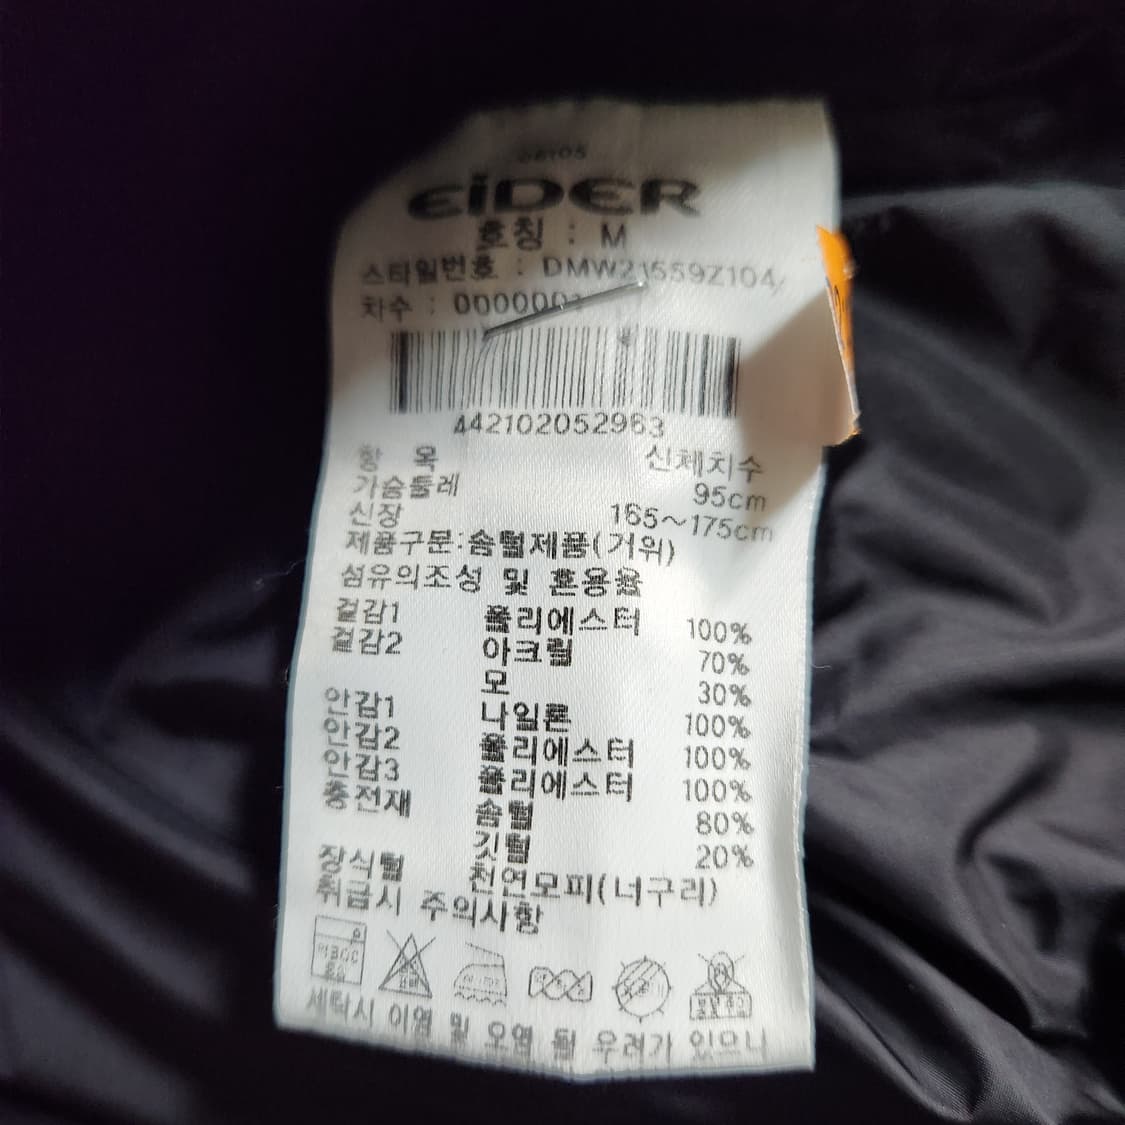 EiDER
호칭 : M
스타일번호 : DMW21559Z104
차수 :
442102052963
항 목 신체치수
가슴둘레 95cm
신장 165~175cm
제품구분:솜털제품(거위)
섬유의조성 및 혼용율
겉감1 폴리에스터 100%
겉감2 아크릴 70%
모 30%
안감1 나일론 100%
안감2 폴리에스터 100%
안감3 폴리에스터 100%
충전재 솜털 80%
깃털 20%
장식털 천연모피(너구리)
취급시 주의사항
세탁시 이염 및 오염 될 우려가 있으니